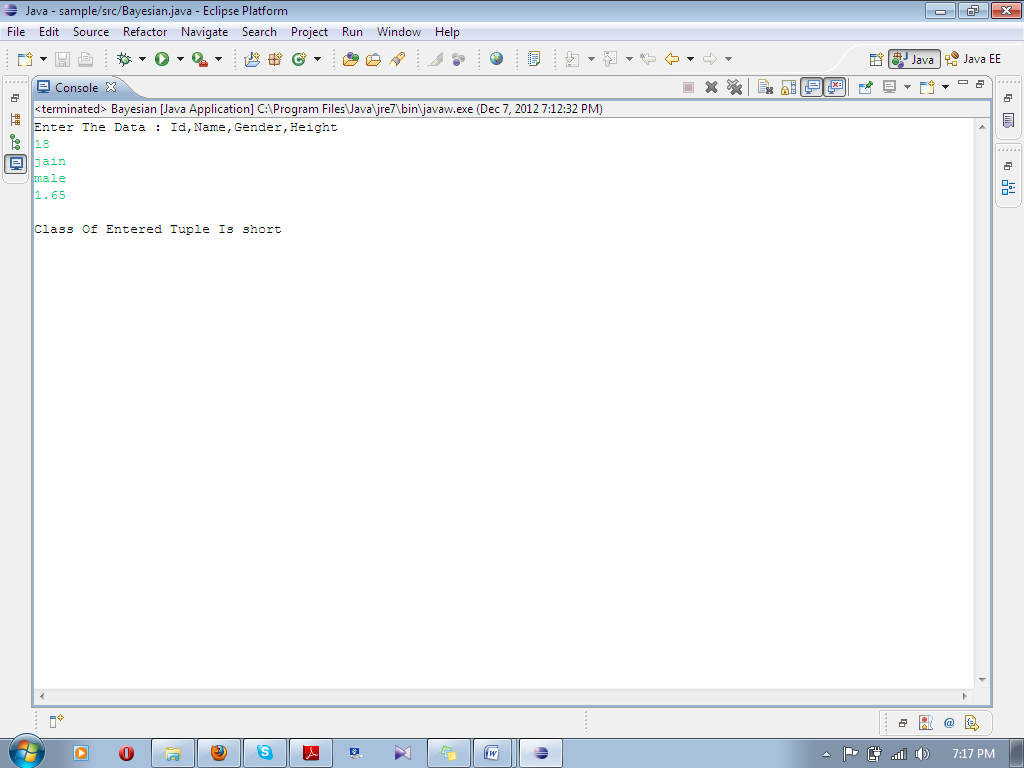 Java - sample/src/Bayesian.java - Eclipse Platform
File Edit Source Refactor Navigate Search Project Run Window Help
Java Java EE
Console
<terminated> Bayesian [Java Application] C:\Program Files\Java\jre7\bin\javaw.exe (Dec 7, 2012 7:12:32 PM)
Enter The Data : Id,Name,Gender,Height
18
jain
male
1.65
Class Of Entered Tuple Is short
7:17 PM